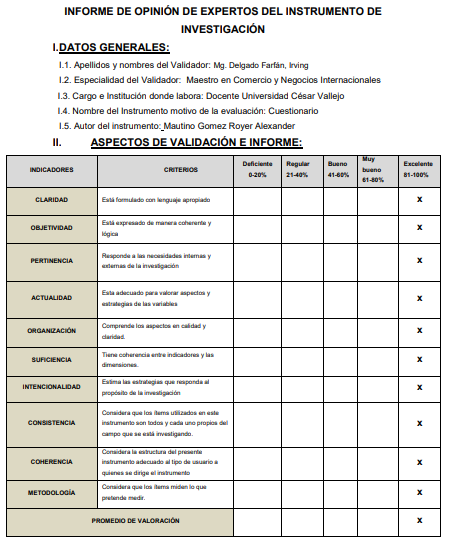 INFORME DE OPINIÓN DE EXPERTOS DEL INSTRUMENTO DE
INVESTIGACIÓN
I. DATOS GENERALES:
I.1. Apellidos y nombres del Validador: Mg. Delgado Farfán, Irving
I.2. Especialidad del Validador: Maestro en Comercio y Negocios Internacionales
I.3. Cargo e Institución donde labora: Docente Universidad César Vallejo
I.4. Nombre del Instrumento motivo de la evaluación: Cuestionario
I.5. Autor del instrumento: Mautino Gomez Royer Alexander
II. ASPECTOS DE VALIDACIÓN E INFORME:
INDICADORES CRITERIOS Deficiente 0-20% Regular 21-40% Bueno 41-60% Muy bueno 61-80% Excelente 81-100%
CLARIDAD Está formulado con lenguaje apropiado X
OBJETIVIDAD Está expresado de manera coherente y
lógica X
PERTINENCIA Responde a las necesidades internas y
externas de la investigación X
ACTUALIDAD Esta adecuado para valorar aspectos y
estrategias de las variables X
ORGANIZACIÓN Comprende los aspectos en calidad y
claridad. X
SUFICIENCIA Tiene coherencia entre indicadores y las
dimensiones. X
INTENCIONALIDAD Estima las estrategias que responda al
propósito de la investigación X
CONSISTENCIA Considera que los ítems utilizados en este
instrumento son todos y cada uno propios del
campo que se está investigando. X
COHERENCIA Considera la estructura del presente
instrumento adecuado al tipo de usuario a
quienes se dirige el instrumento X
METODOLOGÍA Considera que los ítems miden lo que
pretende medir. X
PROMEDIO DE VALORACIÓN X